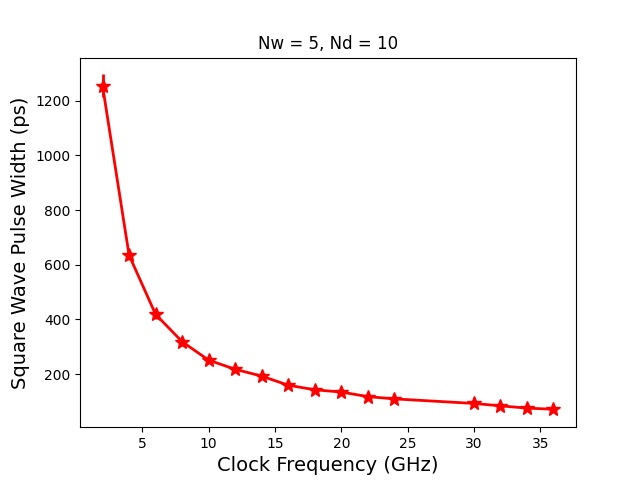 Nw = 5, Nd = 10
Square Wave Pulse Width (ps)
1200
1000
800
600
400
200
5 10 15 20 25 30 35
Clock Frequency (GHz)